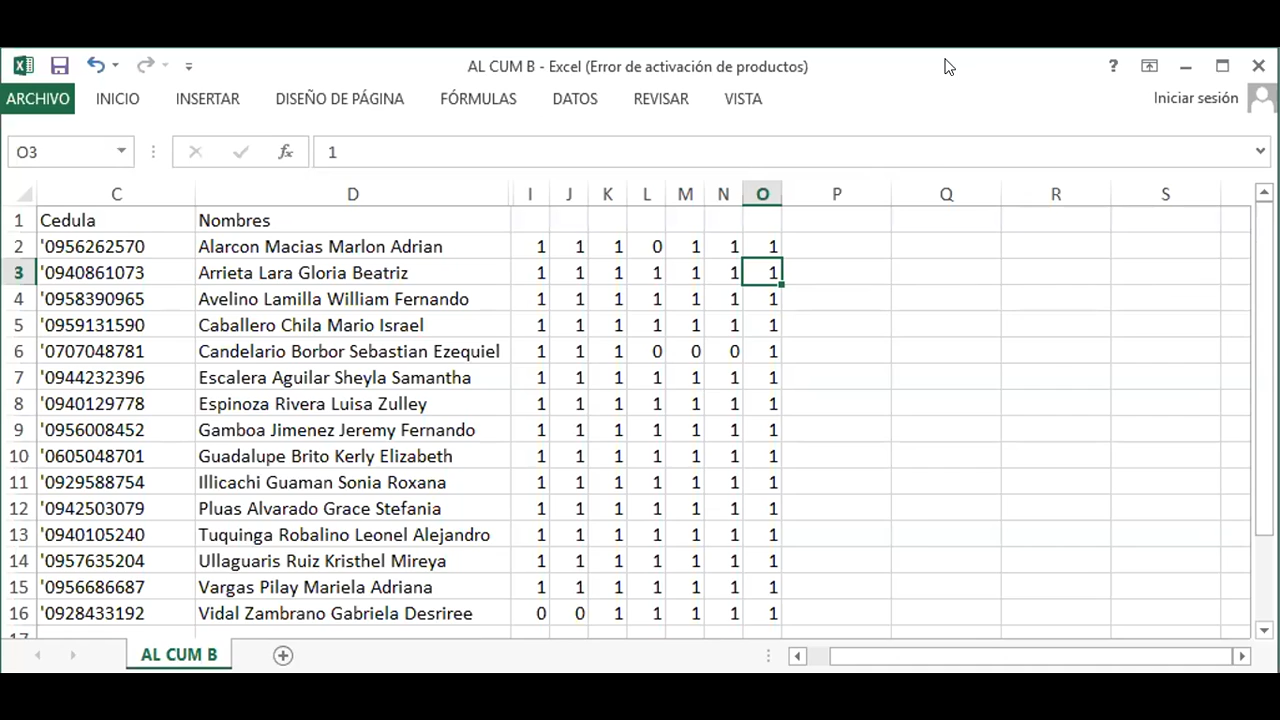 AL CUM B - Excel (Error de activación de productos)
ARCHIVO INICIO INSERTAR DISEÑO DE PÁGINA FÓRMULAS DATOS REVISAR VISTA Iniciar sesión
O3 fx 1
C D I J K L M N O P Q R S
1 Cedula Nombres
2 '0956262570 Alarcon Macias Marlon Adrian 1 1 1 0 1 1 1
3 '0940861073 Arrieta Lara Gloria Beatriz 1 1 1 1 1 1 1
4 '0958390965 Avelino Lamilla William Fernando 1 1 1 1 1 1 1
5 '0959131590 Caballero Chila Mario Israel 1 1 1 1 1 1 1
6 '0707048781 Candelario Borbor Sebastian Ezequiel 1 1 1 0 0 0 1
7 '0944232396 Escalera Aguilar Sheyla Samantha 1 1 1 1 1 1 1
8 '0940129778 Espinoza Rivera Luisa Zulley 1 1 1 1 1 1 1
9 '0956008452 Gamboa Jimenez Jeremy Fernando 1 1 1 1 1 1 1
10 '0605048701 Guadalupe Brito Kerly Elizabeth 1 1 1 1 1 1 1
11 '0929588754 Illicachi Guaman Sonia Roxana 1 1 1 1 1 1 1
12 '0942503079 Pluas Alvarado Grace Stefania 1 1 1 1 1 1 1
13 '0940105240 Tuquinga Robalino Leonel Alejandro 1 1 1 1 1 1 1
14 '0957635204 Ullaguaris Ruiz Kristhel Mireya 1 1 1 1 1 1 1
15 '0956686687 Vargas Pilay Mariela Adriana 1 1 1 1 1 1 1
16 '0928433192 Vidal Zambrano Gabriela Desriree 0 0 1 1 1 1 1
17
AL CUM B